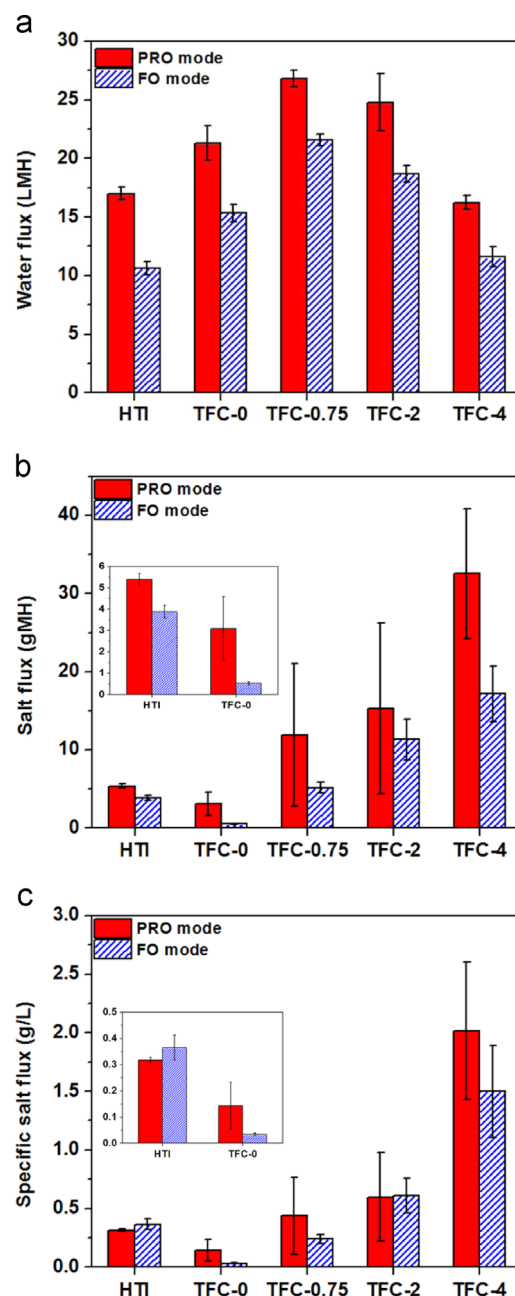 a
30
25
20
15
10
5
0
Water flux (LMH)
PRO mode
FO mode
HTI TFC-0 TFC-0.75 TFC-2 TFC-4
b
40
30
20
10
0
Salt flux (gMH)
PRO mode
FO mode
6
5
4
3
2
1
0
HTI TFC-0
HTI TFC-0 TFC-0.75 TFC-2 TFC-4
c
3.0
2.5
2.0
1.5
1.0
0.5
0.0
Specific salt flux (g/L)
PRO mode
FO mode
0.5
0.4
0.3
0.2
0.1
0.0
HTI TFC-0
HTI TFC-0 TFC-0.75 TFC-2 TFC-4